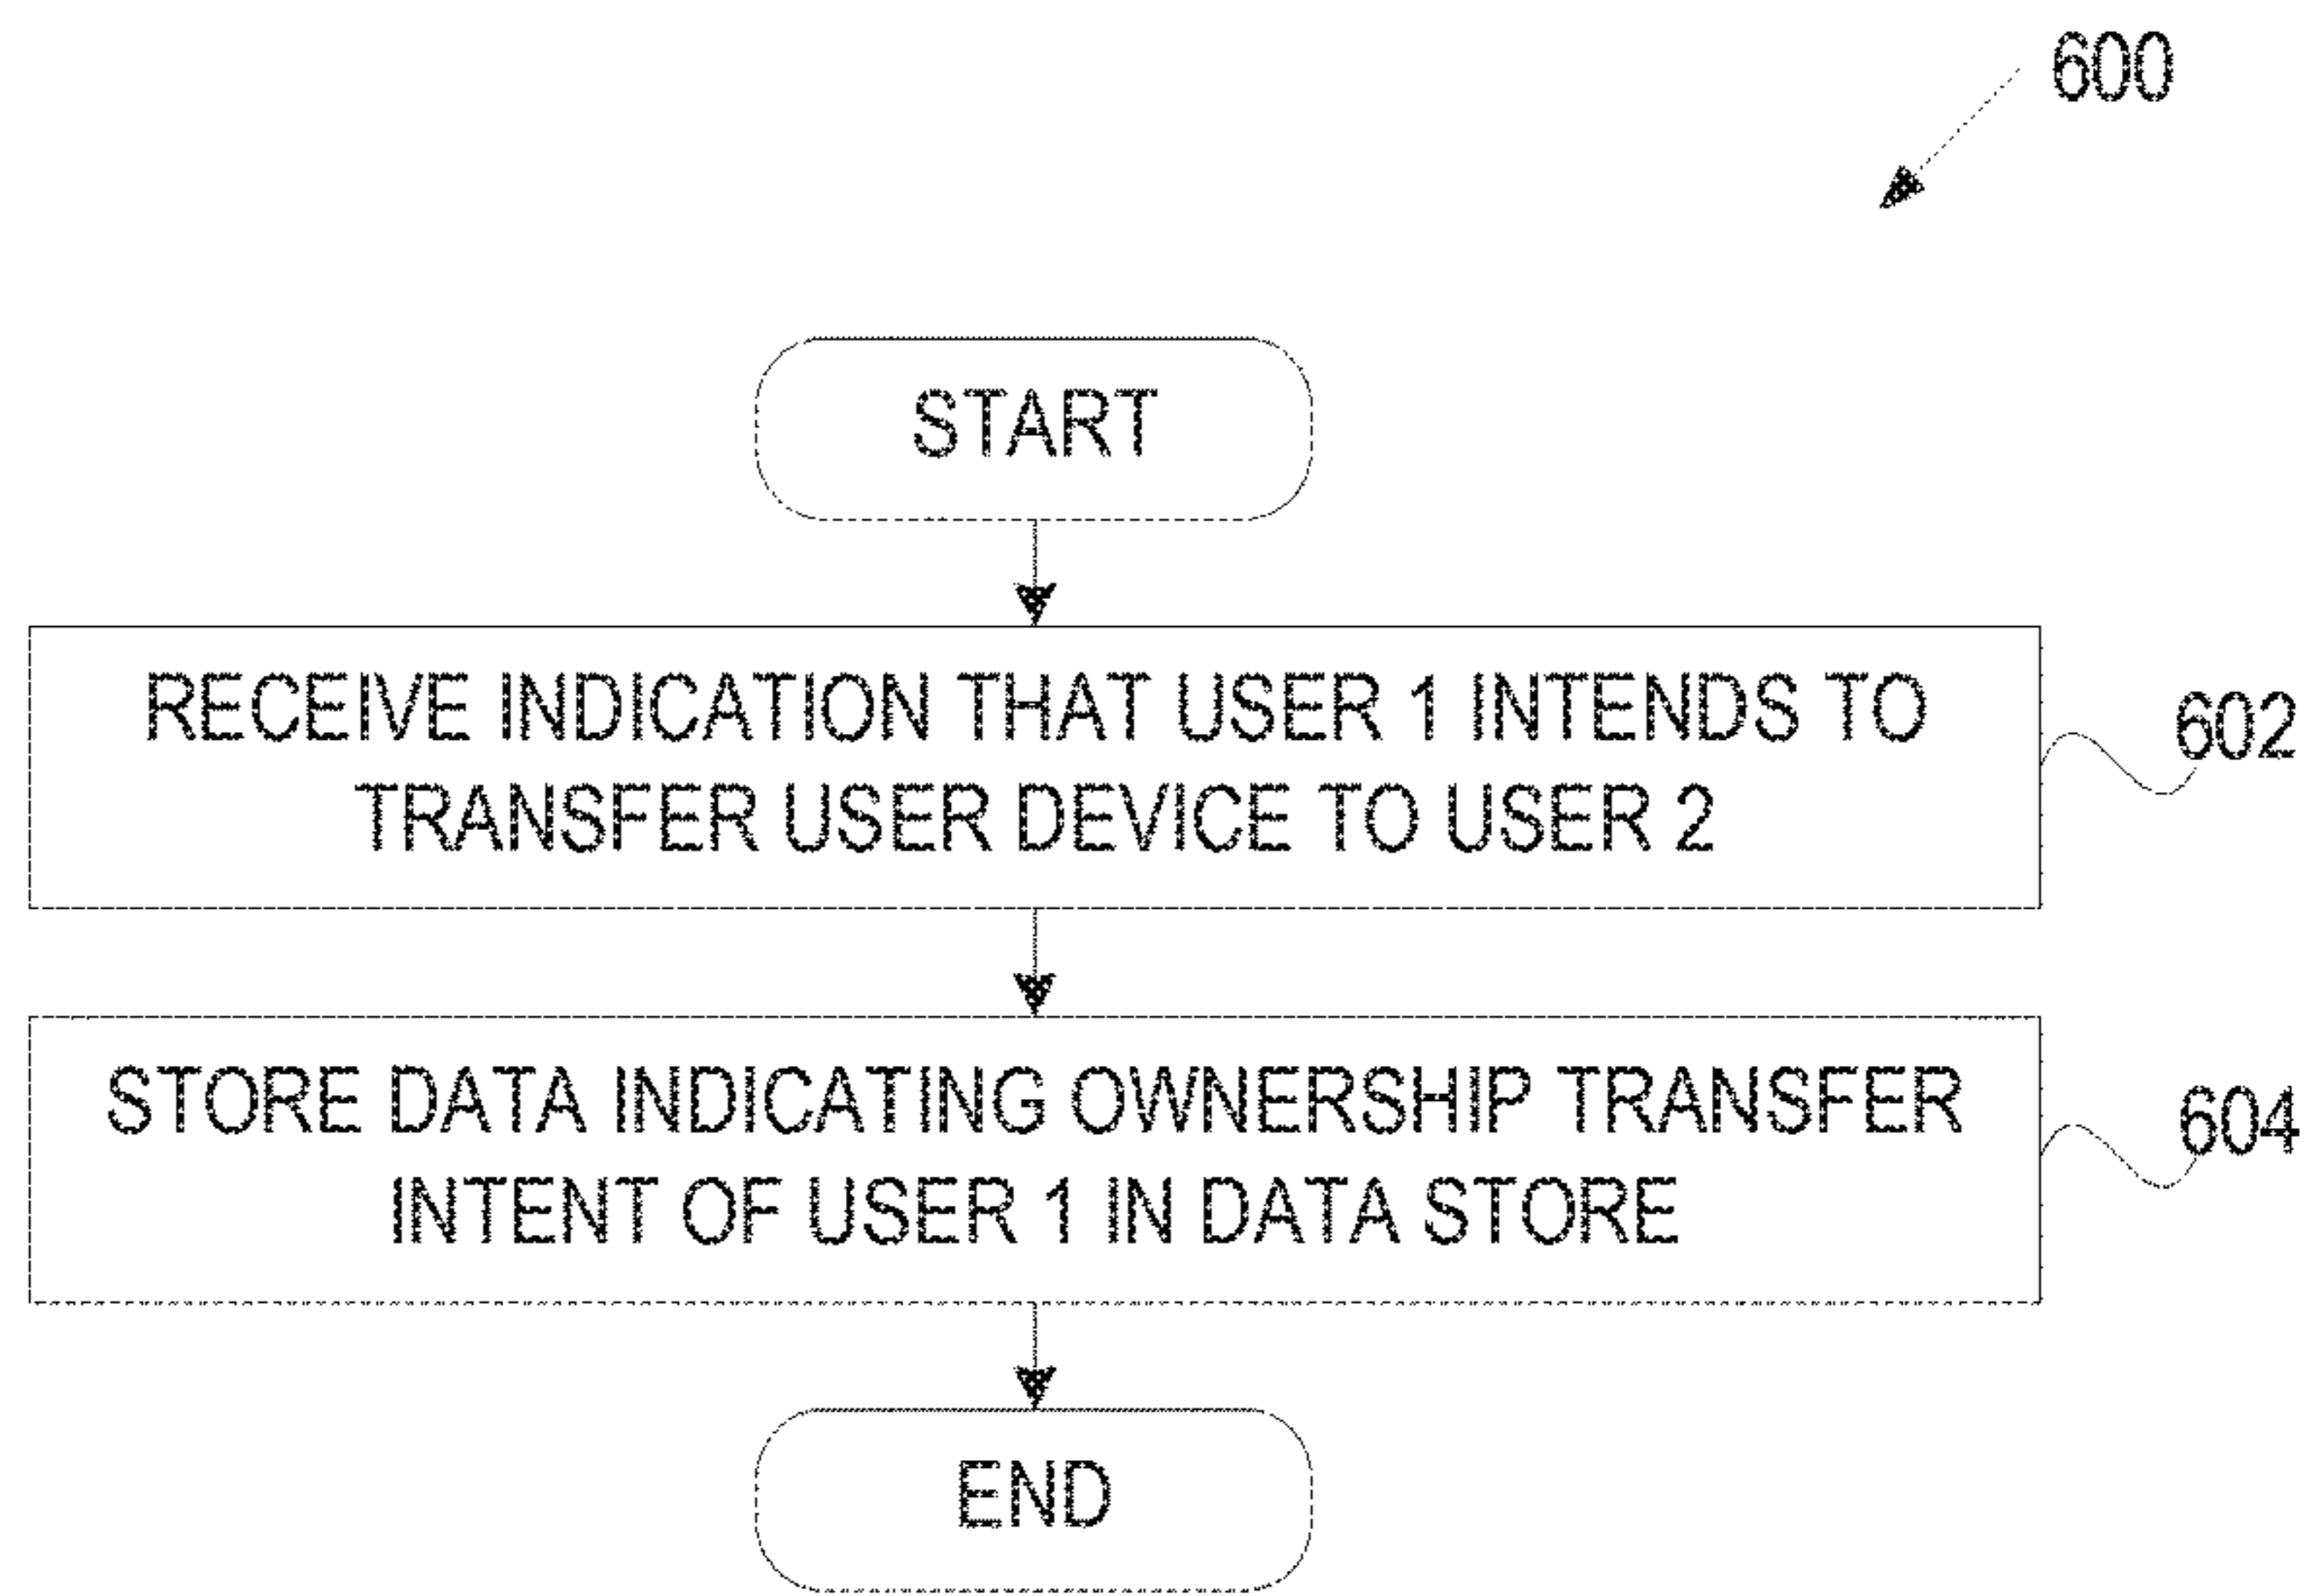 600
START
RECEIVE INDICATION THAT USER 1 INTENDS TO
TRANSFER USER DEVICE TO USER 2
602
STORE DATA INDICATING OWNERSHIP TRANSFER
INTENT OF USER 1 IN DATA STORE
604
END